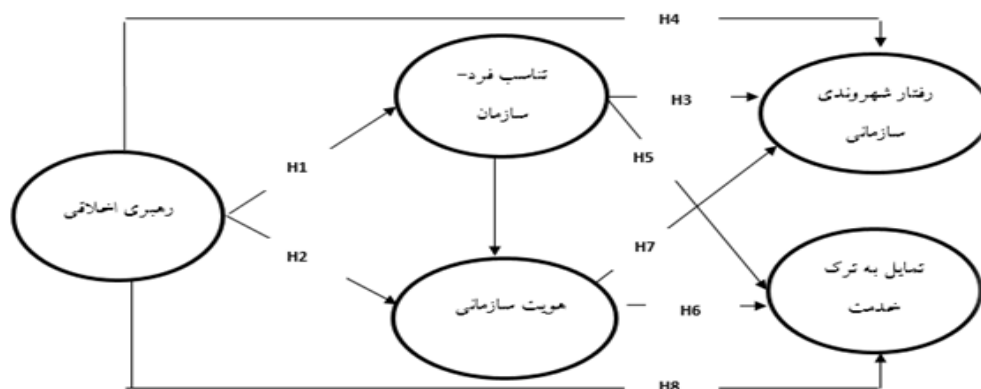 H4
تناسب فرد-
سازمان
H3
رفتار شهروندی
سازمانی
H1
H5
رهبری اخلاقی
H2
H7
هویت سازمانی
H6
تمایل به ترک
خدمت
H8